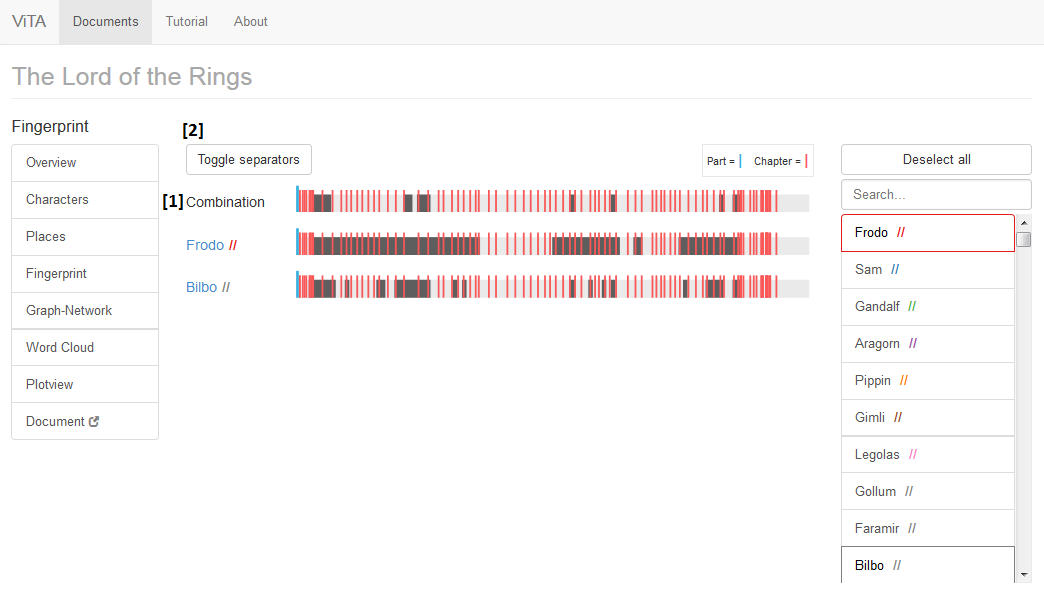 ViTA Documents Tutorial About
The Lord of the Rings
Fingerprint
Overview
Characters
Places
Fingerprint
Graph-Network
Word Cloud
Plotview
Document
[2]
Toggle separators
Part = | Chapter = |
[1] Combination
Frodo //
Bilbo //
Deselect all
Search...
Frodo //
Sam //
Gandalf //
Aragorn //
Pippin //
Gimli //
Legolas //
Gollum //
Faramir //
Bilbo //